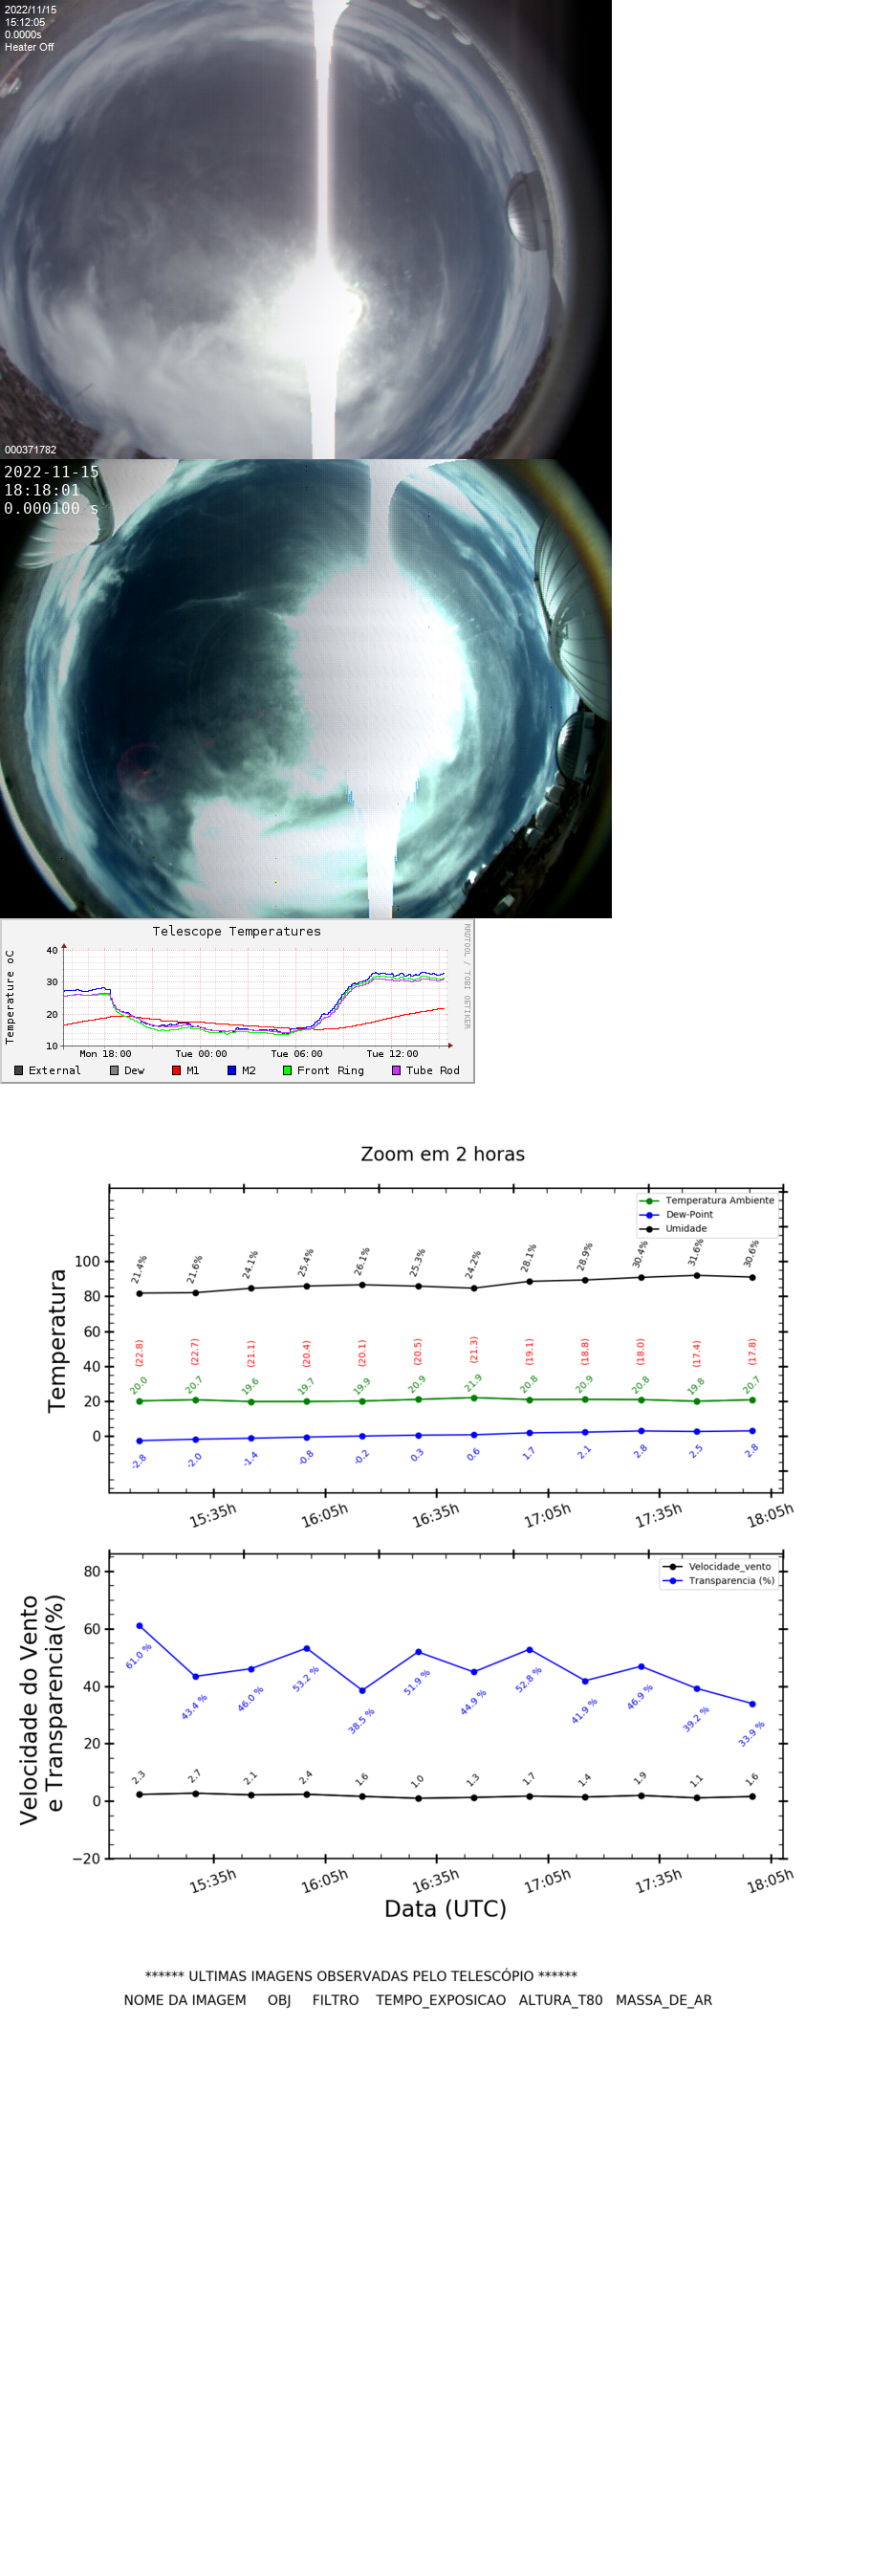 2022/11/15
15:12:05
0.0000s
Heater Off
000371782
2022-11-15
18:18:01
0.000100 s
Telescope Temperatures
RRDTOOL / TOBI OETIKER
Temperature oC
40
30
20
10
Mon 18:00 Tue 00:00 Tue 06:00 Tue 12:00
External Dew M1 M2 Front Ring Tube Rod
Zoom em 2 horas
Temperatura Ambiente
Dew-Point
Umidade
Temperatura
100
80
60
40
20
0
21.4% 21.6% 24.1% 25.4% 26.1% 25.3% 24.2% 28.1% 28.9% 30.4% 31.6% 30.6%
(22.8) (22.7) (21.1) (20.4) (20.1) (20.5) (21.3) (19.1) (18.8) (18.0) (17.4) (17.8)
20.0 20.7 19.6 19.7 19.9 20.9 21.9 20.8 20.9 20.8 19.8 20.7
-2.8 -2.0 -1.4 -0.8 -0.2 0.3 0.6 1.7 2.1 2.8 2.5 2.8
15:35h 16:05h 16:35h 17:05h 17:35h 18:05h
Velocidade_vento
Transparencia (%)
Velocidade do Vento
e Transparencia(%)
80
60
40
20
0
−20
61.0 % 43.4 % 46.0 % 53.2 % 38.5 % 51.9 % 44.9 % 52.8 % 41.9 % 46.9 % 39.2 % 33.9 %
2.3 2.7 2.1 2.4 1.6 1.0 1.3 1.7 1.4 1.9 1.1 1.6
15:35h 16:05h 16:35h 17:05h 17:35h 18:05h
Data (UTC)
****** ULTIMAS IMAGENS OBSERVADAS PELO TELESCÓPIO ******
NOME DA IMAGEM OBJ FILTRO TEMPO_EXPOSICAO ALTURA_T80 MASSA_DE_AR